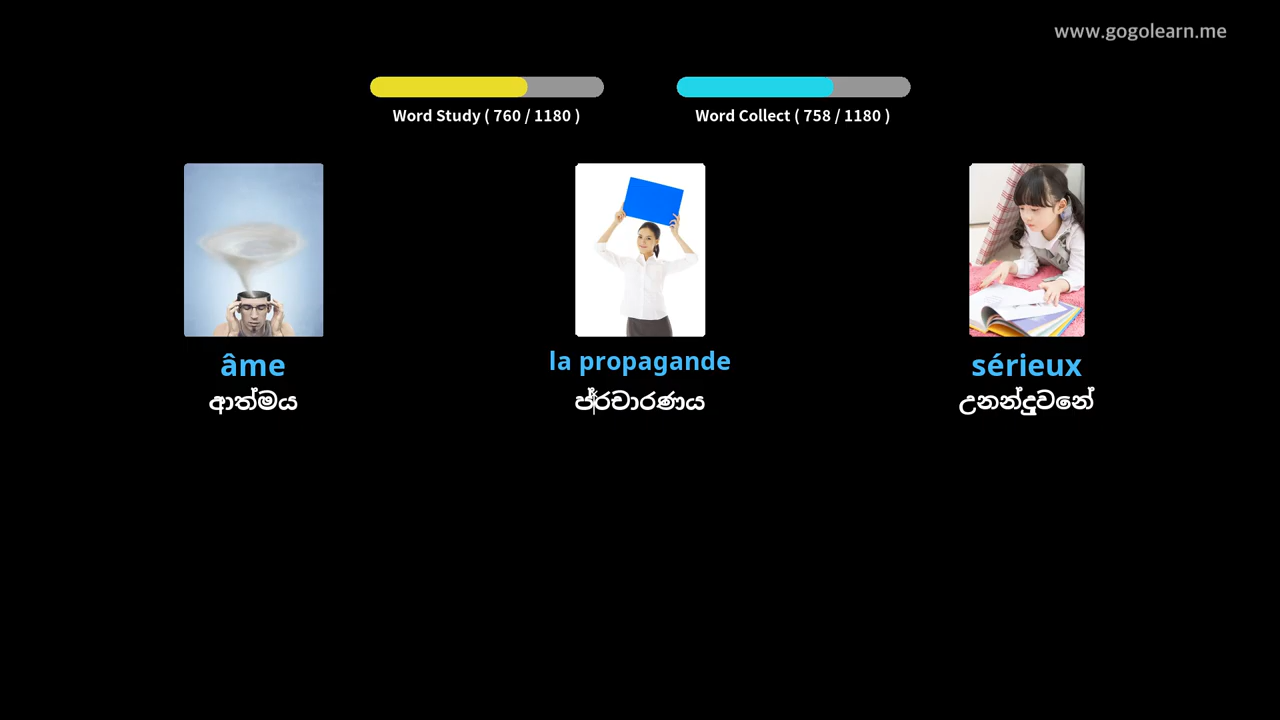 www.gogolearn.me
Word Study ( 760 / 1180 )
Word Collect ( 758 / 1180 )
âme
ආත්මය
la propagande
ප්‍රචාරණය
sérieux
උනන්දුවනේ